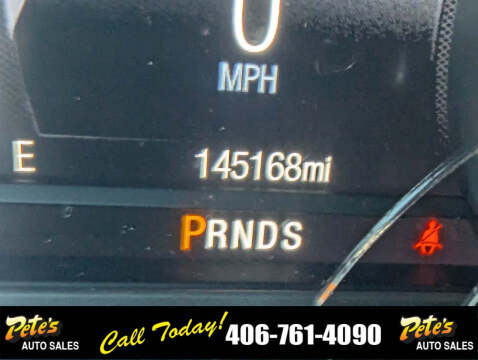 0
MPH
E
145168mi
PRNDS
Pete's
AUTO SALES
Call Today! 406-761-4090
Pete's
AUTO SALES